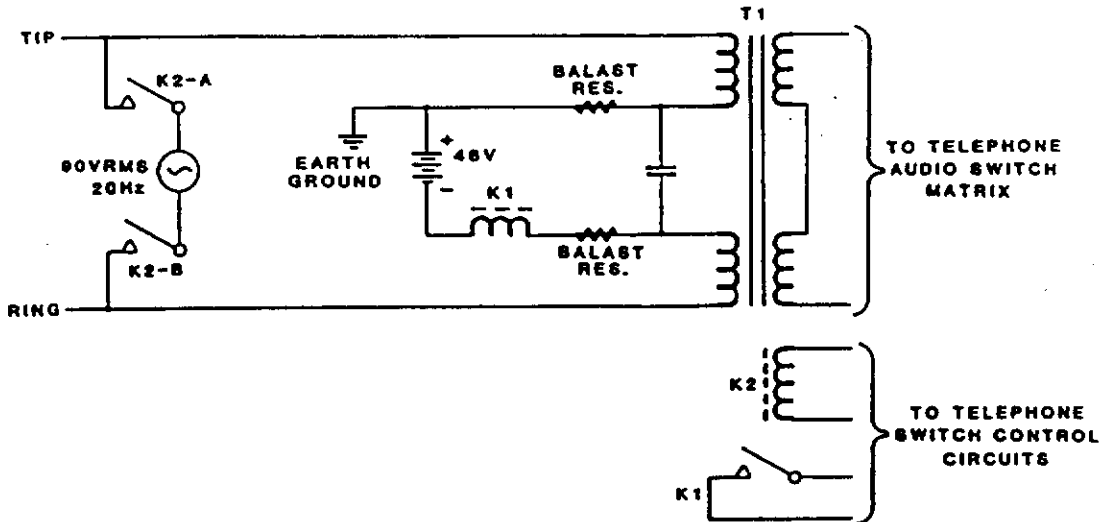 T1
TIP
K2-A
BALAST
RES.
90VRMS
20Hz
EARTH
GROUND
+
48V
-
K1
BALAST
RES.
K2-B
RING
TO TELEPHONE
AUDIO SWITCH
MATRIX
K2
K1
TO TELEPHONE
SWITCH CONTROL
CIRCUITS